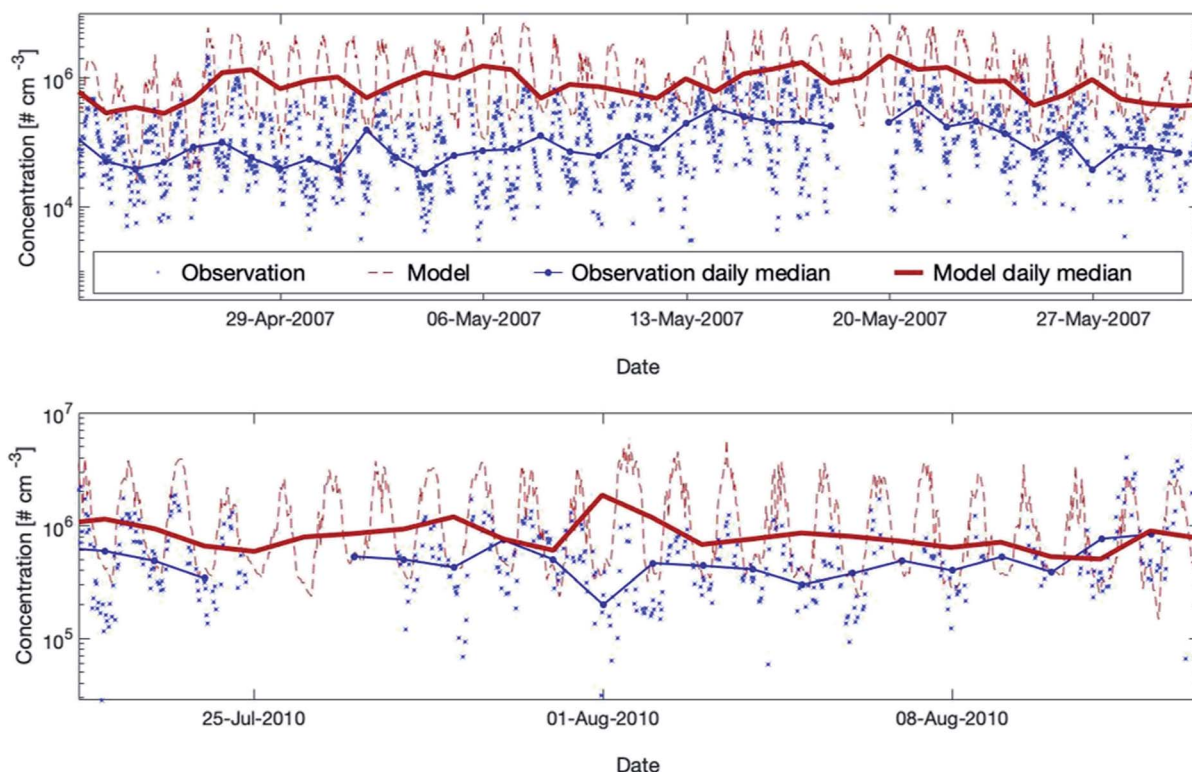 Concentration [# cm -3]
10^6
10^4
Observation Model Observation daily median Model daily median
29-Apr-2007 06-May-2007 13-May-2007 20-May-2007 27-May-2007
Date
Concentration [# cm -3]
10^7
10^6
10^5
25-Jul-2010 01-Aug-2010 08-Aug-2010
Date